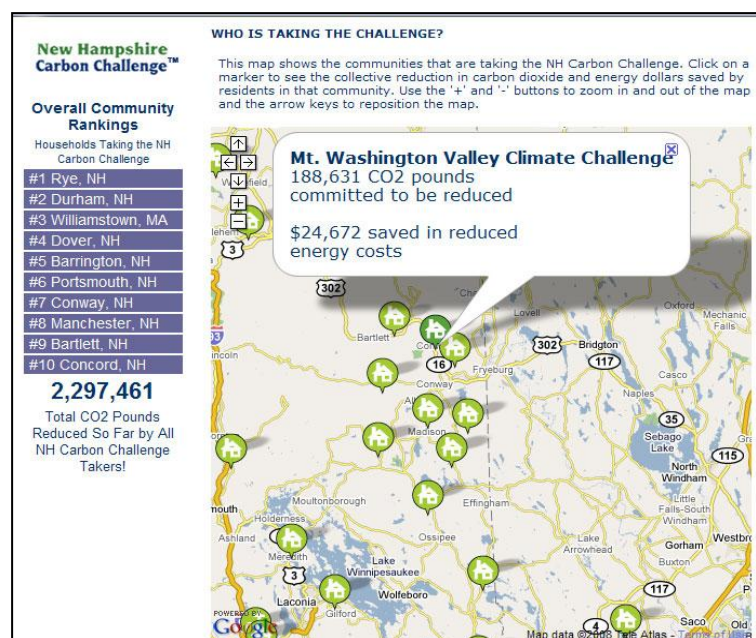 New Hampshire
Carbon Challenge™
Overall Community
Rankings
Households Taking the NH
Carbon Challenge
#1 Rye, NH
#2 Durham, NH
#3 Williamstown, MA
#4 Dover, NH
#5 Barrington, NH
#6 Portsmouth, NH
#7 Conway, NH
#8 Manchester, NH
#9 Bartlett, NH
#10 Concord, NH
2,297,461
Total CO2 Pounds
Reduced So Far by All
NH Carbon Challenge
Takers!
WHO IS TAKING THE CHALLENGE?
This map shows the communities that are taking the NH Carbon Challenge. Click on a
marker to see the collective reduction in carbon dioxide and energy dollars saved by
residents in that community. Use the '+' and '-' buttons to zoom in and out of the map
and the arrow keys to reposition the map.
Mt. Washington Valley Climate Challenge
188,631 CO2 pounds
committed to be reduced
$24,672 saved in reduced
energy costs
3
302
Lovell
Oxford
Mechanic
Falls
Bartlett
302
Bridgton
117
16
Fryeburg
Conway
Casco
Naples
35
Madison
Sebago
Lake
115
North
Windham
Little
Falls-South
Windham
Moultonborough
Effingham
Holderness
Ashland
Ossipee
Lake
Arrowhead
Gorham
Westbro
Meredith
Buxton
3
Lake
Winnipesaukee
117
Laconia
Wolfeboro
Gilford
POWERED BY
Google
4
Saco
Old
Map data ©2008 Tele Atlas - Terms of